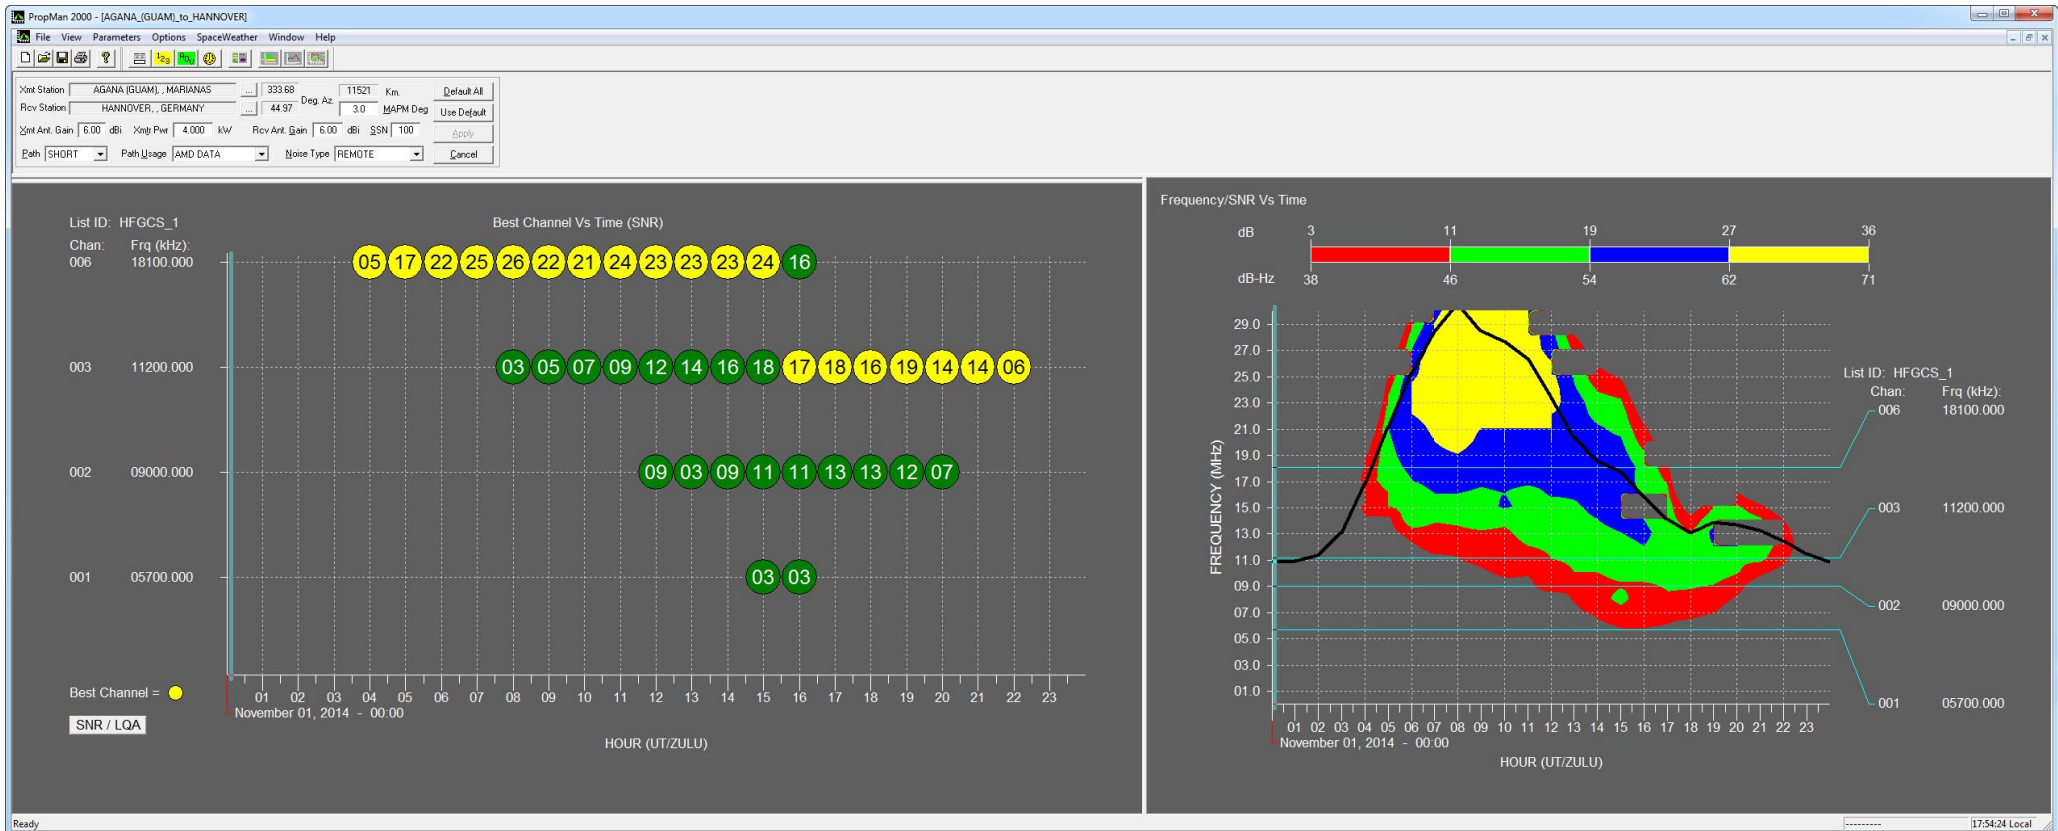 PropMan 2000 - [AGANA_(GUAM)_to_HANNOVER]
File View Parameters Options SpaceWeather Window Help
Xmt Station AGANA (GUAM), , MARIANAS ... 333.68 Deg. Az. 11521 Km. Default All
Rcv Station HANNOVER, , GERMANY ... 44.97 3.0 MAPM Deg Use Default
Xmt Ant. Gain 6.00 dBi Xmtr Pwr 4.000 kW Rcv Ant. Gain 6.00 dBi SSN 100 Apply
Path SHORT Path Usage AMD DATA Noise Type REMOTE Cancel
List ID: HFGCS_1
Best Channel Vs Time (SNR)
Chan: Frq (kHz):
006 18100.000 05 17 22 25 26 22 21 24 23 23 23 24 16
003 11200.000 03 05 07 09 12 14 16 18 17 18 16 19 14 14 06
002 09000.000 09 03 09 11 11 13 13 12 07
001 05700.000 03 03
Best Channel =
01 02 03 04 05 06 07 08 09 10 11 12 13 14 15 16 17 18 19 20 21 22 23
November 01, 2014 - 00:00
SNR / LQA
HOUR (UT/ZULU)
Frequency/SNR Vs Time
dB 3 11 19 27 36
dB-Hz 38 46 54 62 71
FREQUENCY (MHz)
29.0
27.0
25.0
23.0
21.0
19.0
17.0
15.0
13.0
11.0
09.0
07.0
05.0
03.0
01.0
List ID: HFGCS_1
Chan: Frq (kHz):
006 18100.000
003 11200.000
002 09000.000
001 05700.000
01 02 03 04 05 06 07 08 09 10 11 12 13 14 15 16 17 18 19 20 21 22 23
November 01, 2014 - 00:00
HOUR (UT/ZULU)
Ready
--------- 17:54:24 Local